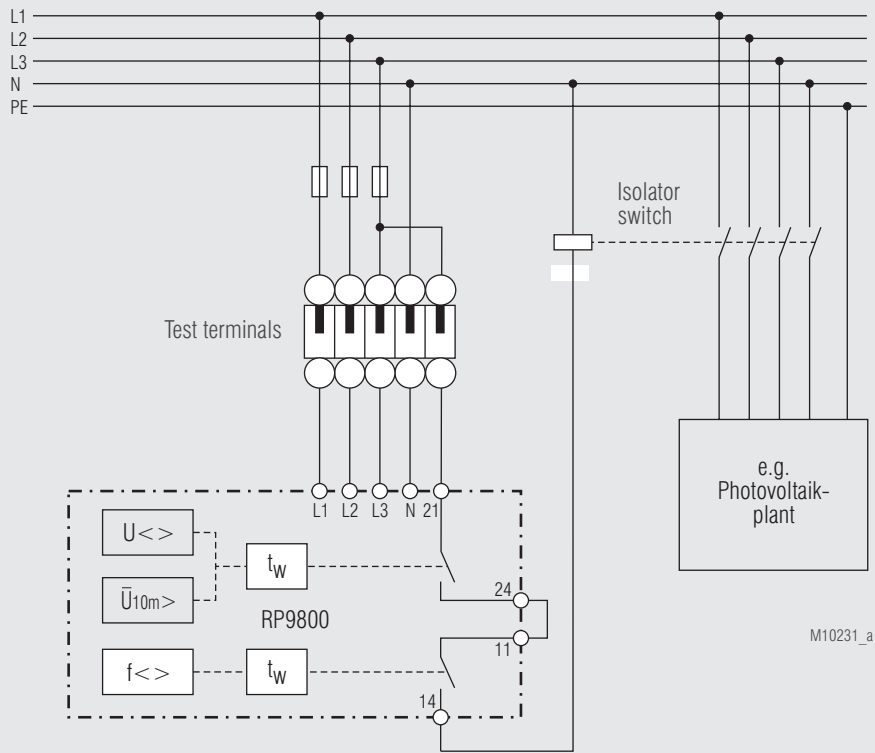 L1
L2
L3
N
PE
Isolator
switch
Test terminals
e.g.
Photovoltaik-
plant
L1 L2 L3 N 21
U<>
tW
24
U̅10m>
RP9800
11
M10231_a
f<>
tW
14